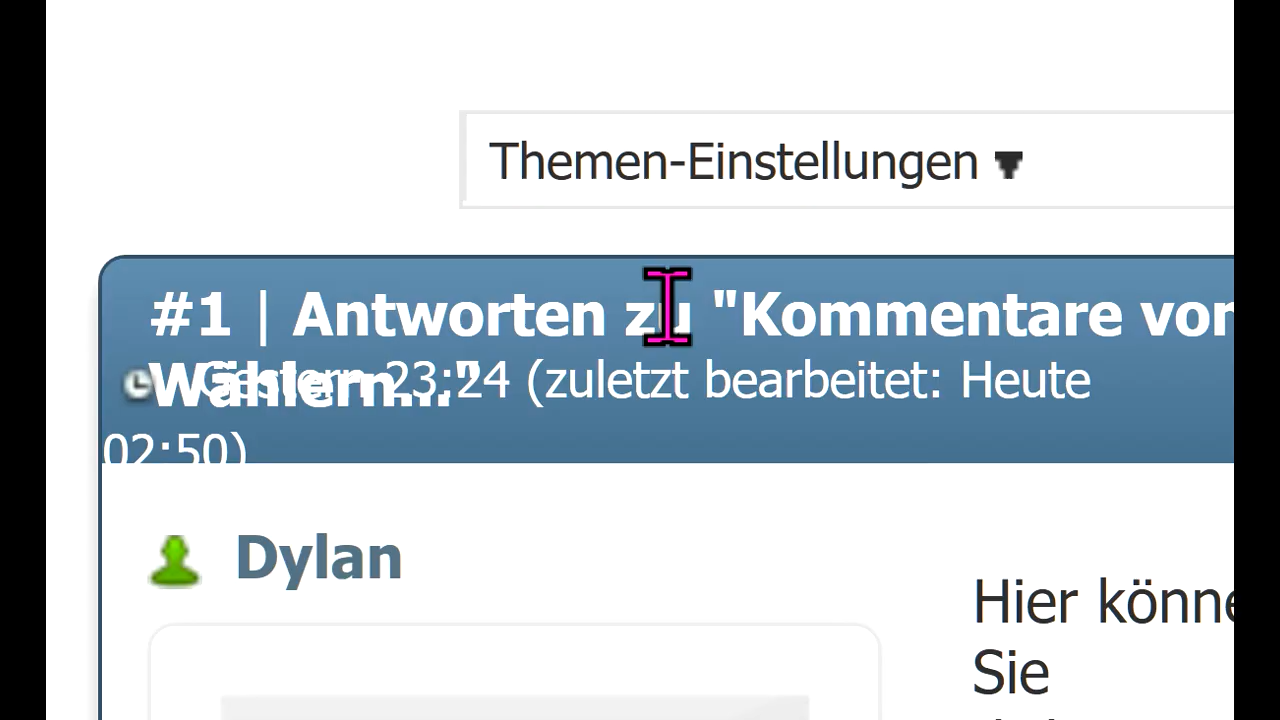 Themen-Einstellungen
#1 | Antworten zu "Kommentare von
Wählern..."
Gestern 23:24 (zuletzt bearbeitet: Heute
02:50)
Dylan
Hier
Sie